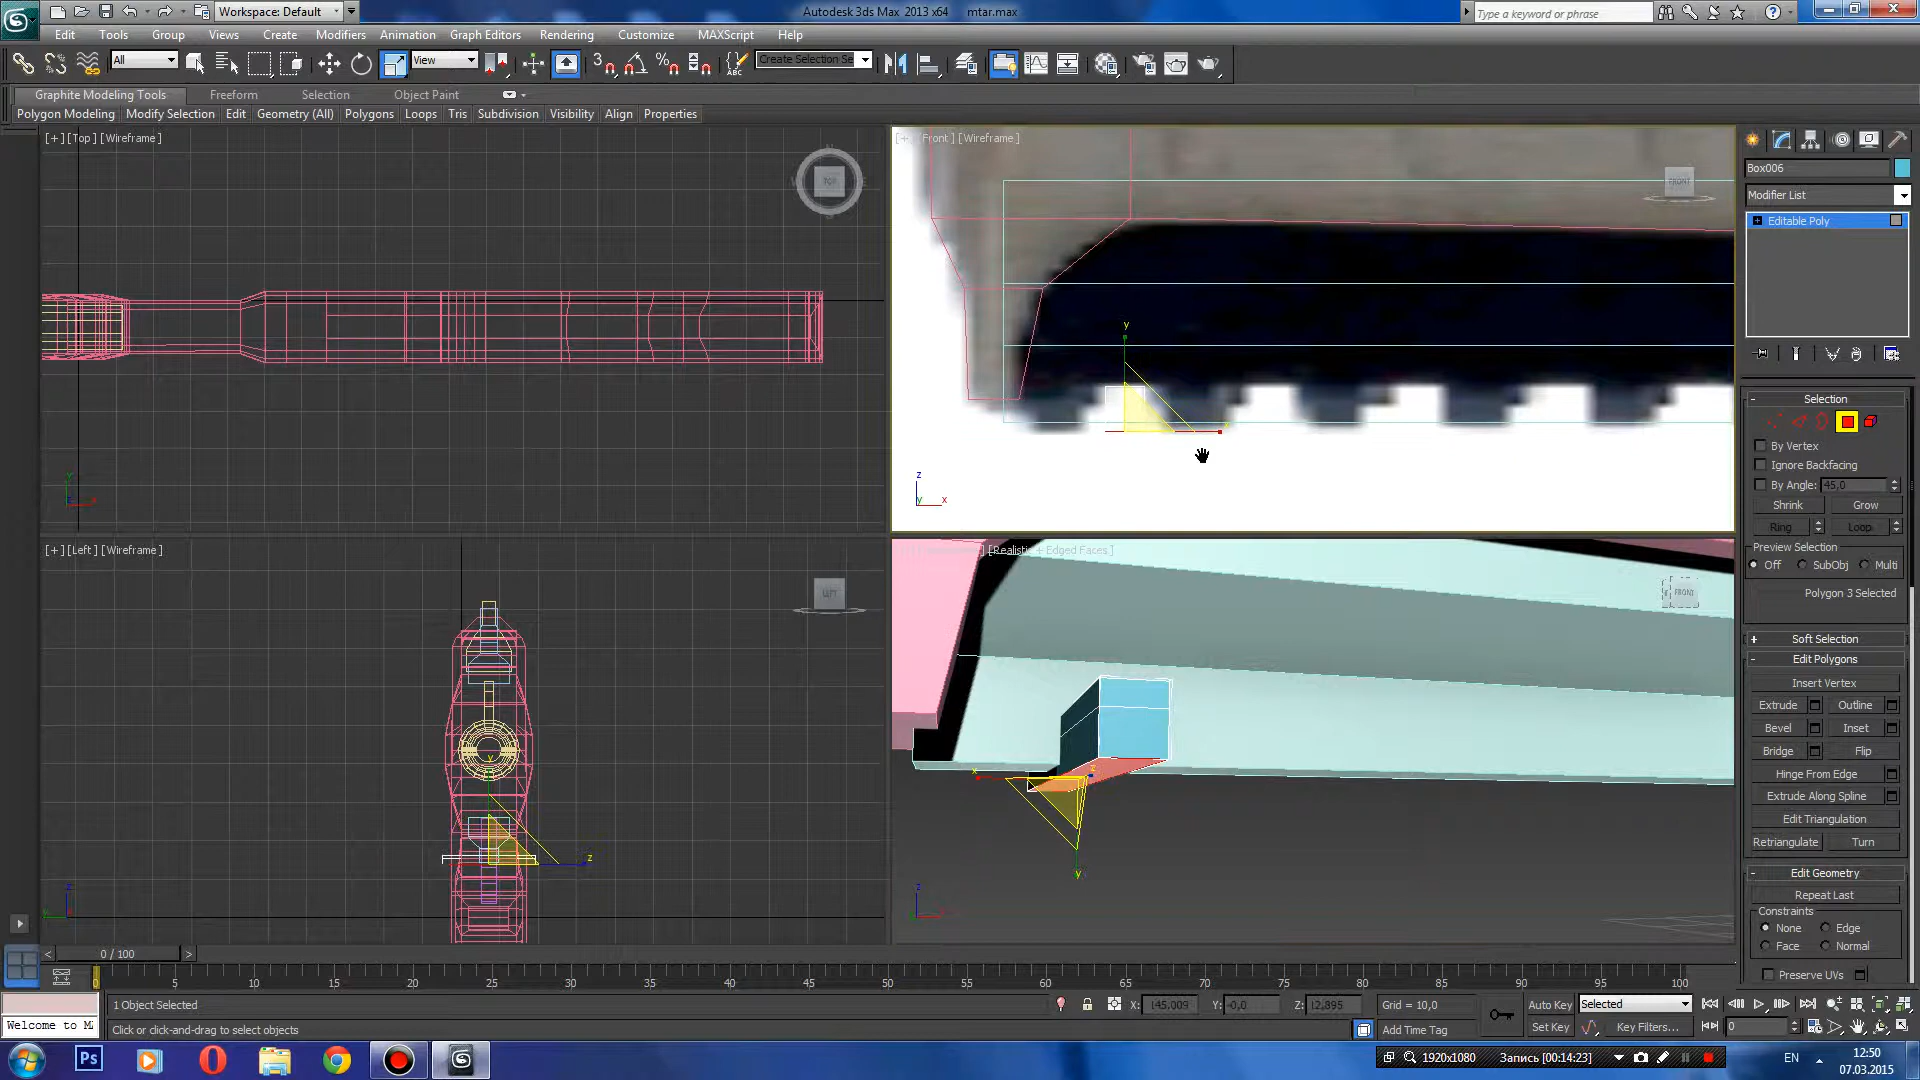 Workspace: Default
Autodesk 3ds Max 2013 x64 mtar.max
Type a keyword or phrase
Edit Tools Group Views Create Modifiers Animation Graph Editors Rendering Customize MAXScript Help
All
View
Create Selection Se
Graphite Modeling Tools Freeform Selection Object Paint
Polygon Modeling Modify Selection Edit Geometry (All) Polygons Loops Tris Subdivision Visibility Align Properties
[+] [Top] [Wireframe]
[+] [Front] [Wireframe]
TOP
FRONT
Box006
Modifier List
Editable Poly
Selection
By Vertex
Ignore Backfacing
By Angle: 45,0
Shrink Grow
Ring Loop
Preview Selection
Off SubObj Multi
Polygon 3 Selected
Soft Selection
Edit Polygons
Insert Vertex
Extrude Outline
Bevel Inset
Bridge Flip
Hinge From Edge
Extrude Along Spline
Edit Triangulation
Retriangulate Turn
Edit Geometry
Repeat Last
Constraints
None Edge
Face Normal
Preserve UVs
[+] [Left] [Wireframe]
[Realistic + Edged Faces]
LEFT
FRONT
0 / 100
0 5 10 15 20 25 30 35 40 45 50 55 60 65 70 75 80 85 90 95 100
1 Object Selected
X: 145,009 Y: -0,0 Z: 12,895
Grid = 10,0
Auto Key Selected
Welcome to M
Click or click-and-drag to select objects
Add Time Tag
Set Key Key Filters... 0
Ps
1920x1080 Запись [00:14:23]
EN
12:50
07.03.2015